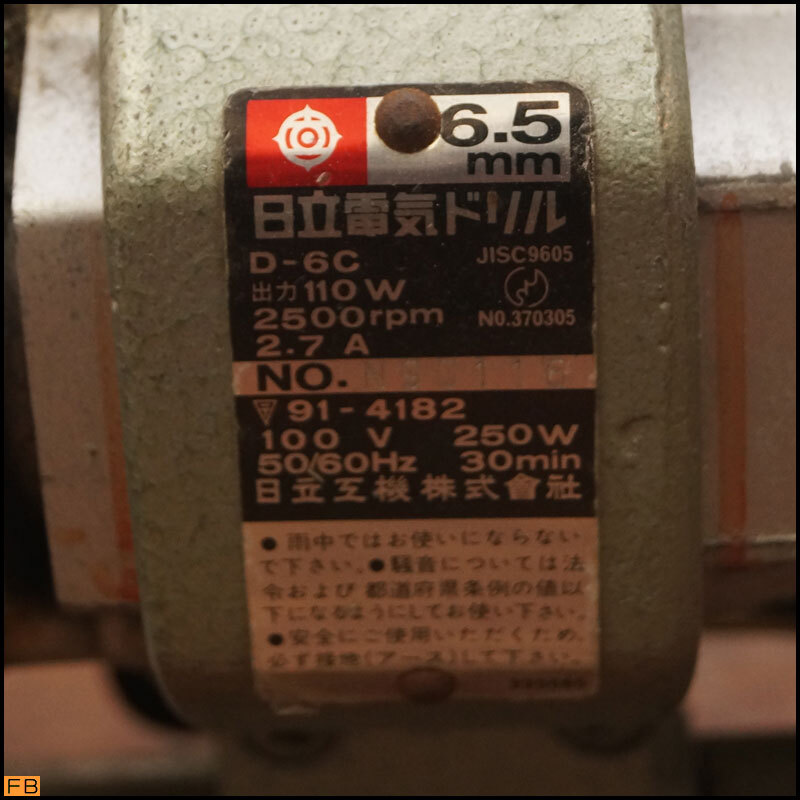 6.5
mm
日立電気ドリル
D-6C JISC9605
出力 110W
2500rpm NO.370305
2.7 A
NO.
▽91-4182
100 V 250W
50/60Hz 30min
日立工機株式會社
● 雨中ではお使いにならない
で下さい。●騒音については法
令および 都道府県条例の値以
下になるようにしてお使い下さい。
●安全にご使用いただくため、
必ず接地(アース)して下さい。
FB